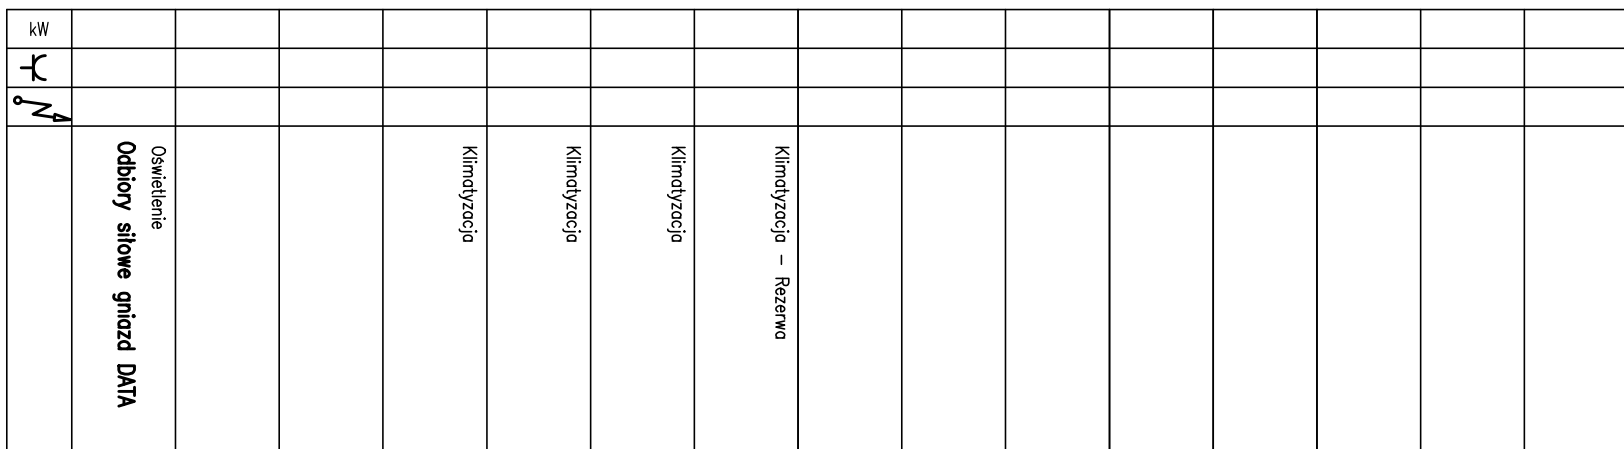 kW
Oświetlenie
Odbiory siłowe gniazd DATA
Klimatyzacja
Klimatyzacja
Klimatyzacja
Klimatyzacja - Rezerwa